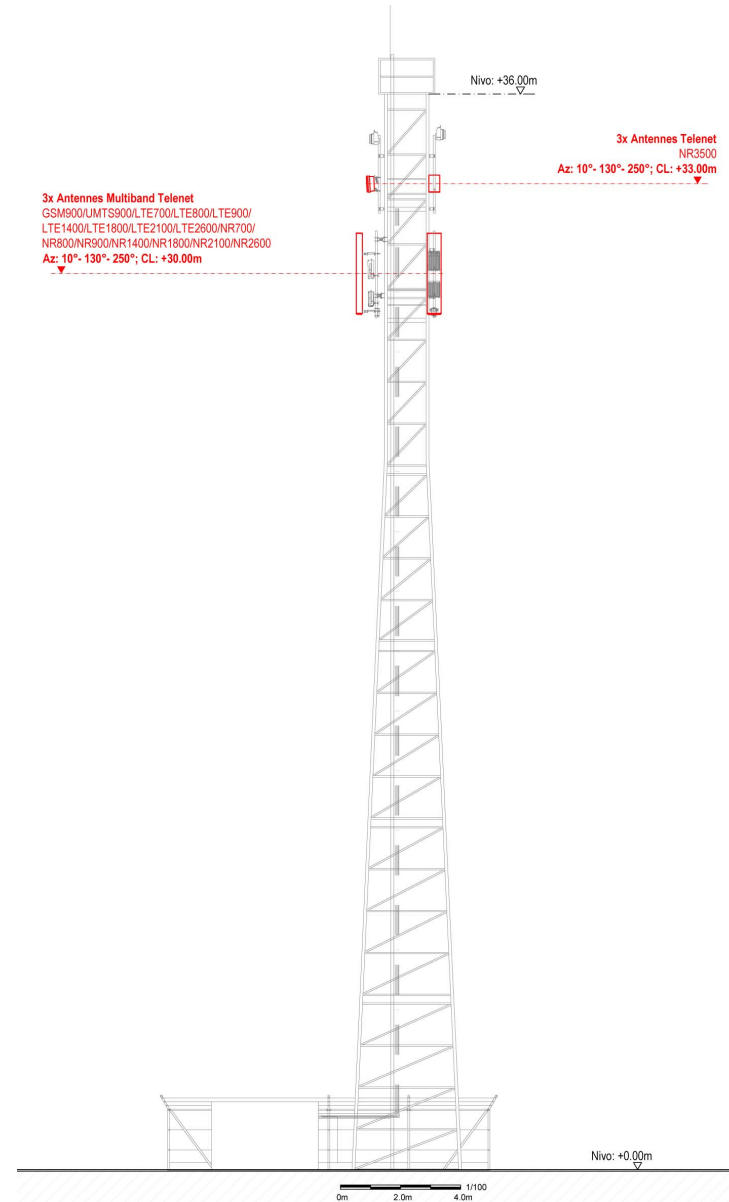 Nivo: +36.00m
3x Antennes Telenet
NR3500
Az: 10°- 130°- 250°; CL: +33.00m
3x Antennes Multiband Telenet
GSM900/UMTS900/LTE700/LTE800/LTE900/
LTE1400/LTE1800/LTE2100/LTE2600/NR700/
NR800/NR900/NR1400/NR1800/NR2100/NR2600
Az: 10°- 130°- 250°; CL: +30.00m
Nivo: +0.00m
1/100
0m 2.0m 4.0m